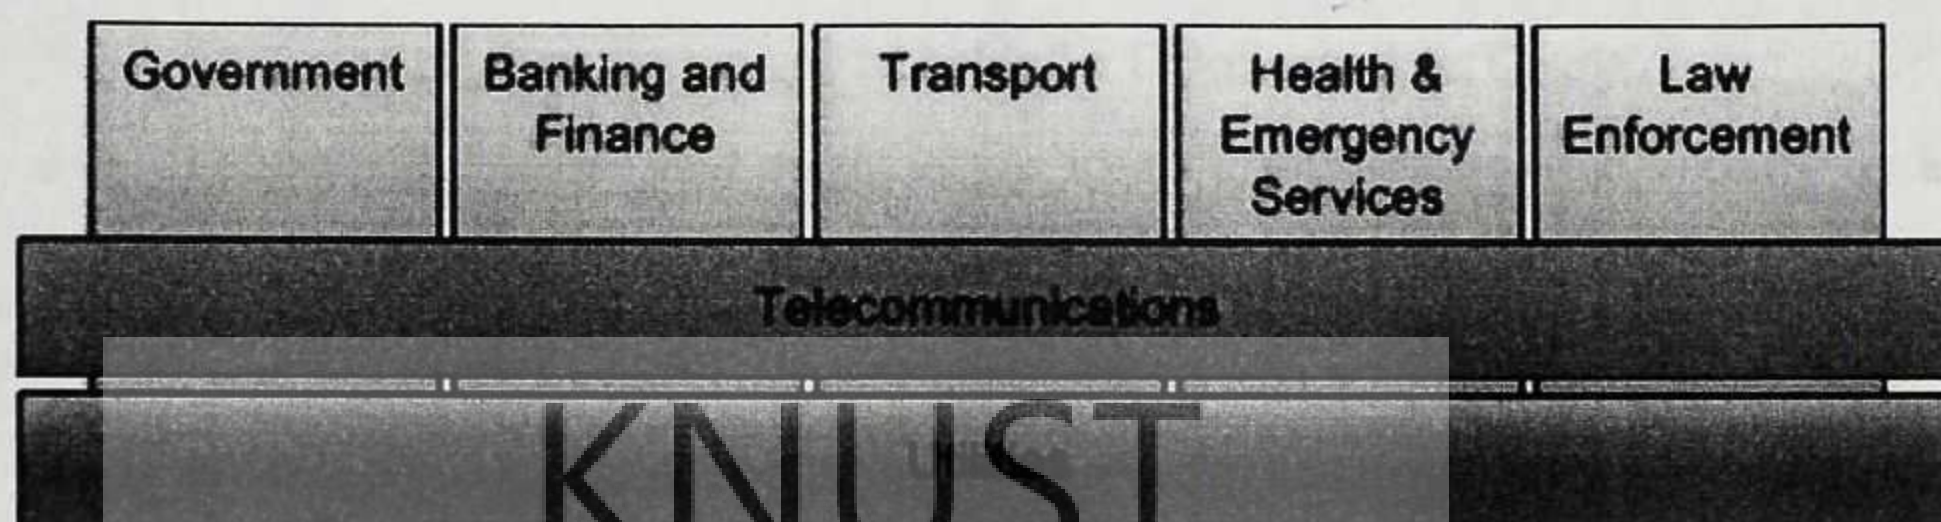 Government
Banking and
Finance
Transport
Health &
Emergency
Services
Law
Enforcement
Telecommunications
KNUST